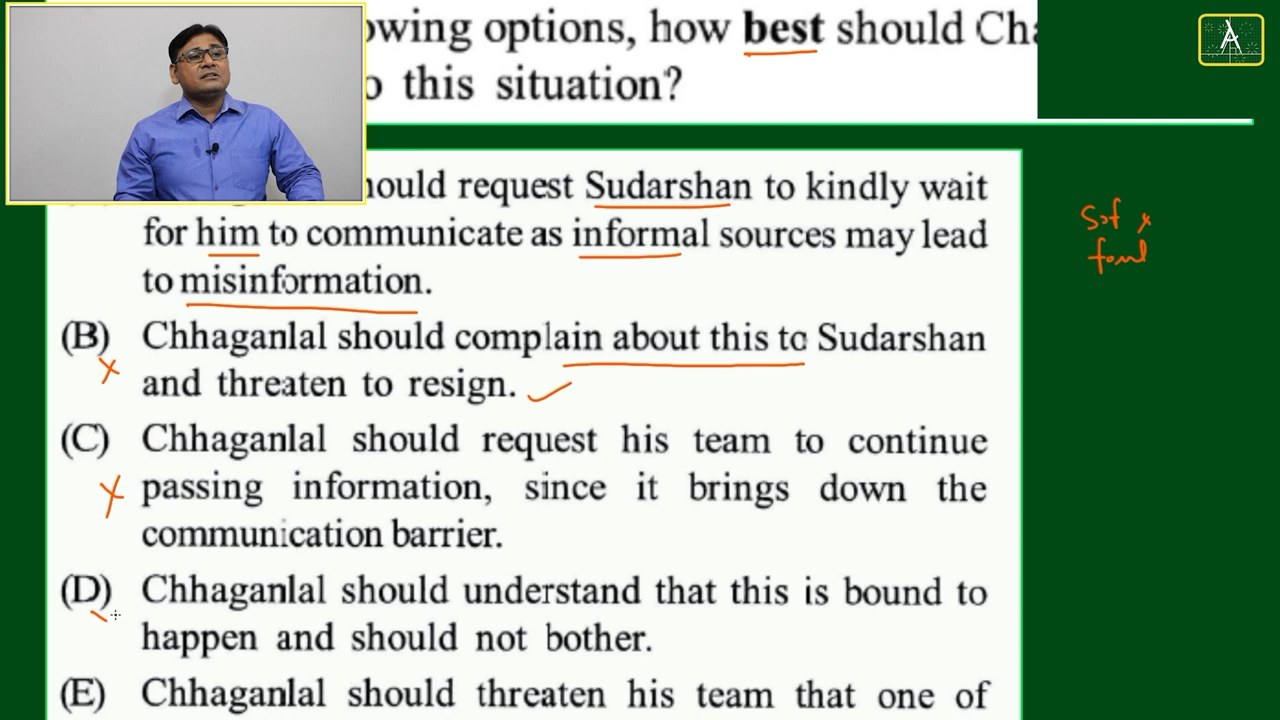 owing options, how best should Cha
o this situation?
hould request Sudarshan to kindly wait
for him to communicate as informal sources may lead
to misinformation.
(B) Chhaganlal should complain about this to Sudarshan
and threaten to resign.
(C) Chhaganlal should request his team to continue
passing information, since it brings down the
communication barrier.
(D) Chhaganlal should understand that this is bound to
happen and should not bother.
(E) Chhaganlal should threaten his team that one of